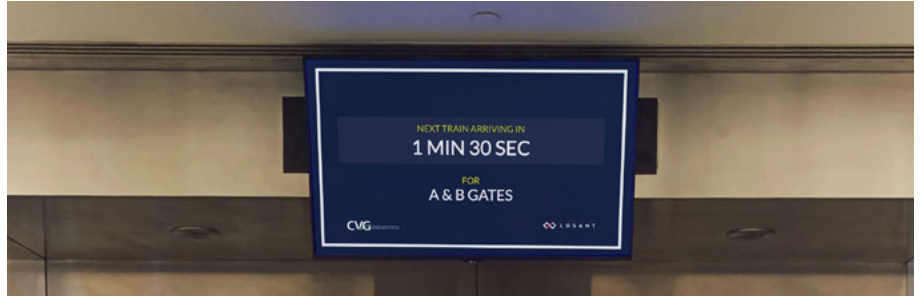 NEXT TRAIN ARRIVING IN
1 MIN 30 SEC
FOR
A & B GATES
CVG
LOSANT